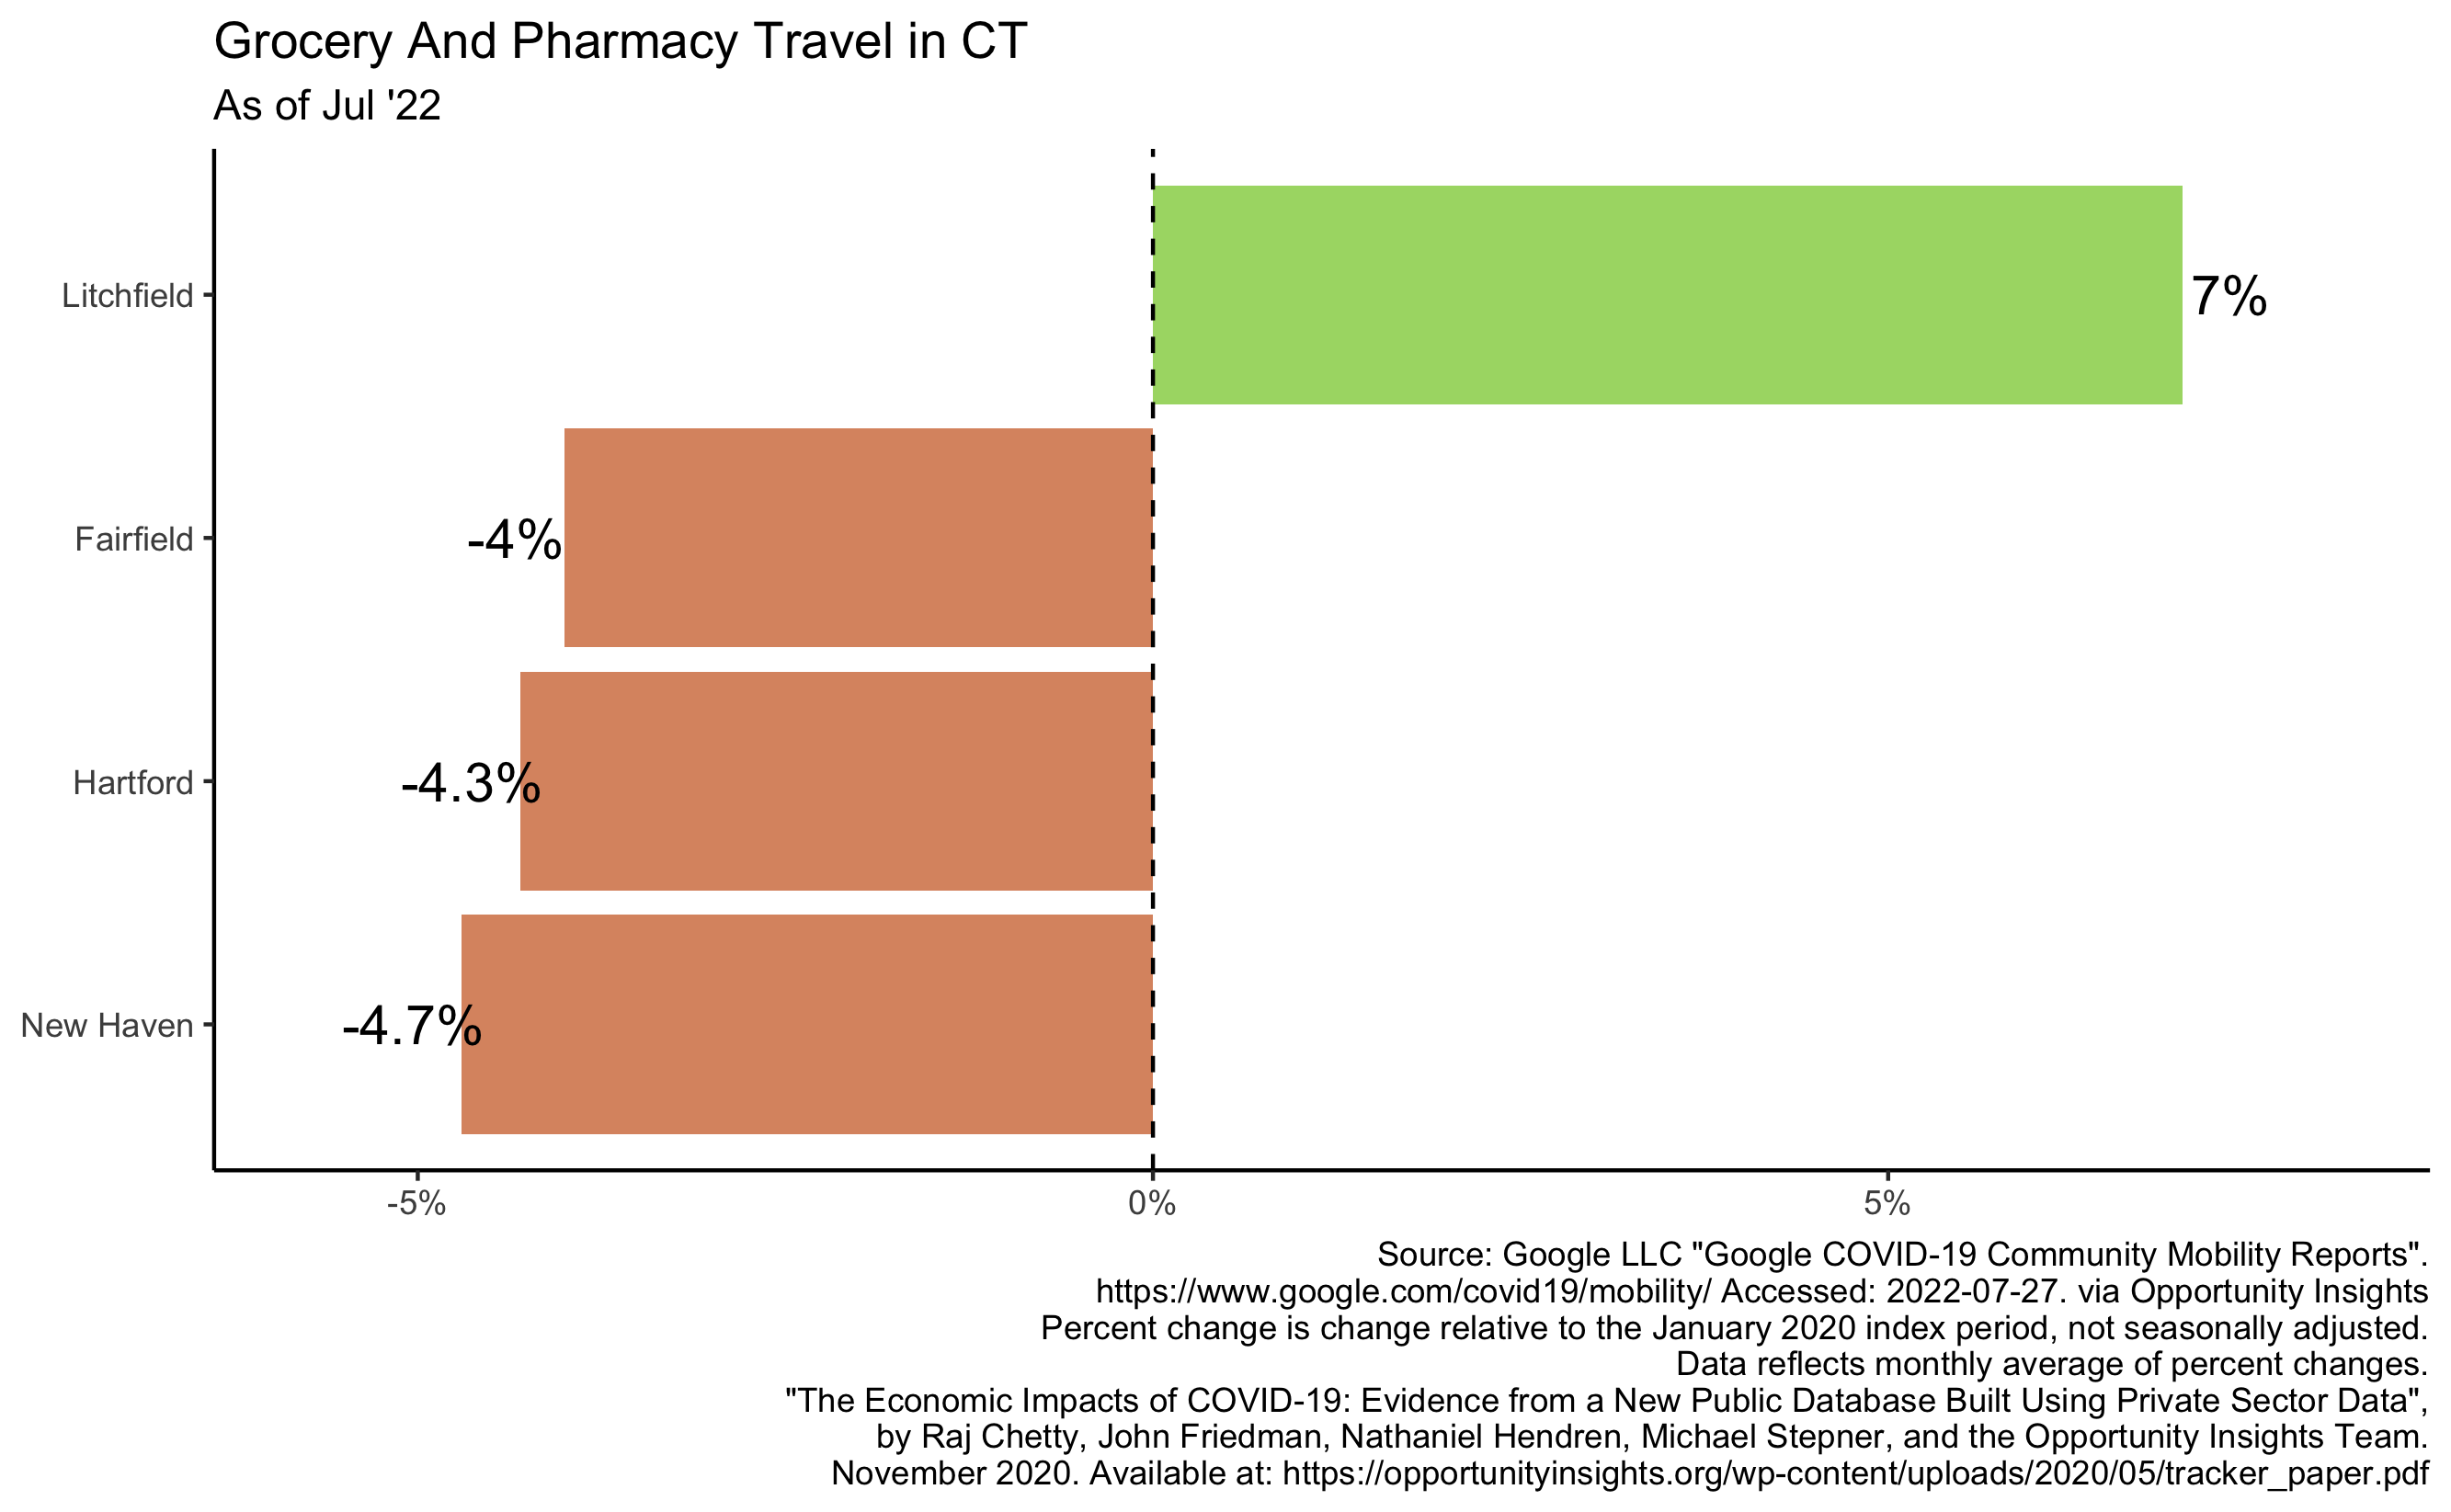 Grocery And Pharmacy Travel in CT
As of Jul '22
Litchfield
7%
Fairfield
-4%
Hartford
-4.3%
New Haven
-4.7%
-5%
0%
5%
Source: Google LLC "Google COVID-19 Community Mobility Reports".
https://www.google.com/covid19/mobility/ Accessed: 2022-07-27. via Opportunity Insights
Percent change is change relative to the January 2020 index period, not seasonally adjusted.
Data reflects monthly average of percent changes.
"The Economic Impacts of COVID-19: Evidence from a New Public Database Built Using Private Sector Data",
by Raj Chetty, John Friedman, Nathaniel Hendren, Michael Stepner, and the Opportunity Insights Team.
November 2020. Available at: https://opportunityinsights.org/wp-content/uploads/2020/05/tracker_paper.pdf